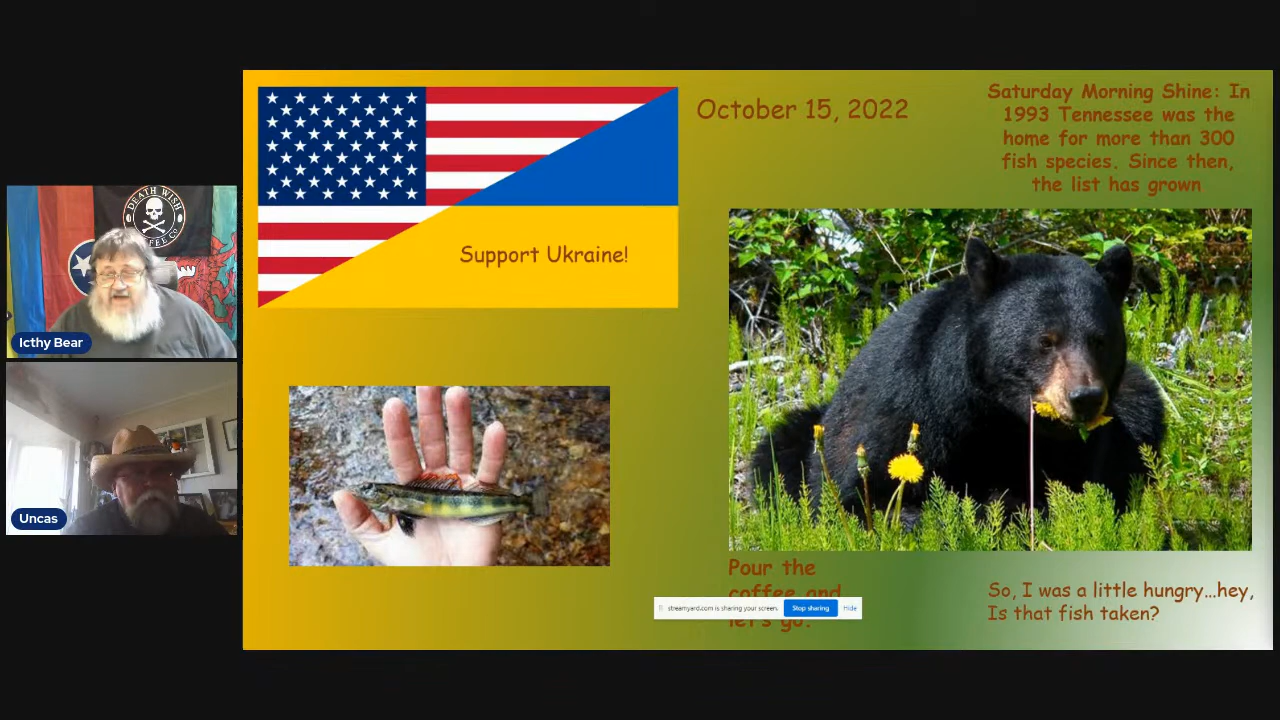 DEATH WISH
COFFEE CO
Icthy Bear
Uncas
Support Ukraine!
October 15, 2022
Saturday Morning Shine: In
1993 Tennessee was the
home for more than 300
fish species. Since then,
the list has grown
Pour the
coffee and
let's go.
streamyard.com is sharing your screen.
Stop sharing
Hide
So, I was a little hungry...hey,
Is that fish taken?